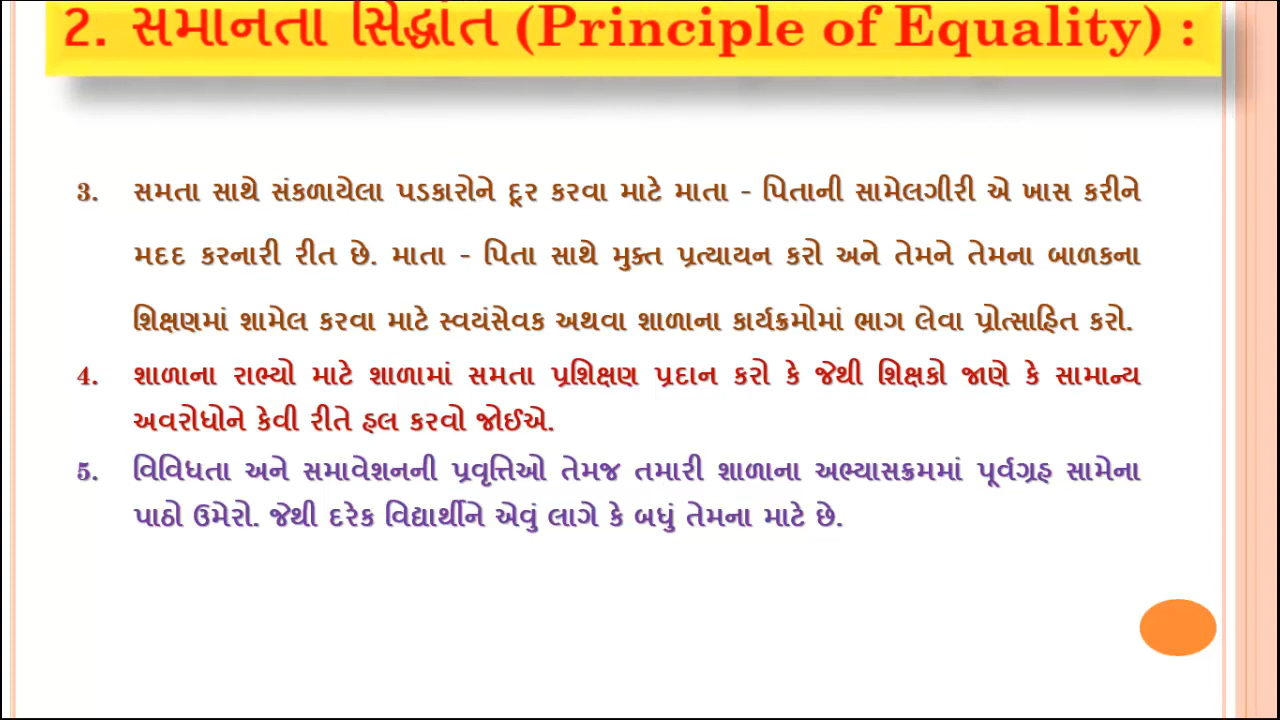 2. સમાનતા સિદ્ધાંત (Principle of Equality) :
3. સમતા સાથે સંકળાયેલા પડકારોને દૂર કરવા માટે માતા - પિતાની સામેલગીરી એ ખાસ કરીને
મદદ કરનારી રીત છે. માતા - પિતા સાથે મુક્ત પ્રત્યાયન કરો અને તેમને તેમના બાળકના
શિક્ષણમાં શામેલ કરવા માટે સ્વયંસેવક અથવા શાળાના કાર્યક્રમોમાં ભાગ લેવા પ્રોત્સાહિત કરો.
4. શાળાના રાભ્યો માટે શાળામાં સમતા પ્રશિક્ષણ પ્રદાન કરો કે જેથી શિક્ષકો જાણે કે સામાન્ય
અવરોધોને કેવી રીતે હલ કરવો જોઈએ.
5. વિવિધતા અને સમાવેશનની પ્રવૃત્તિઓ તેમજ તમારી શાળાના અભ્યાસક્રમમાં પૂર્વગ્રહ સામેના
પાઠો ઉમેરો. જેથી દરેક વિદ્યાર્થીને એવું લાગે કે બધું તેમના માટે છે.